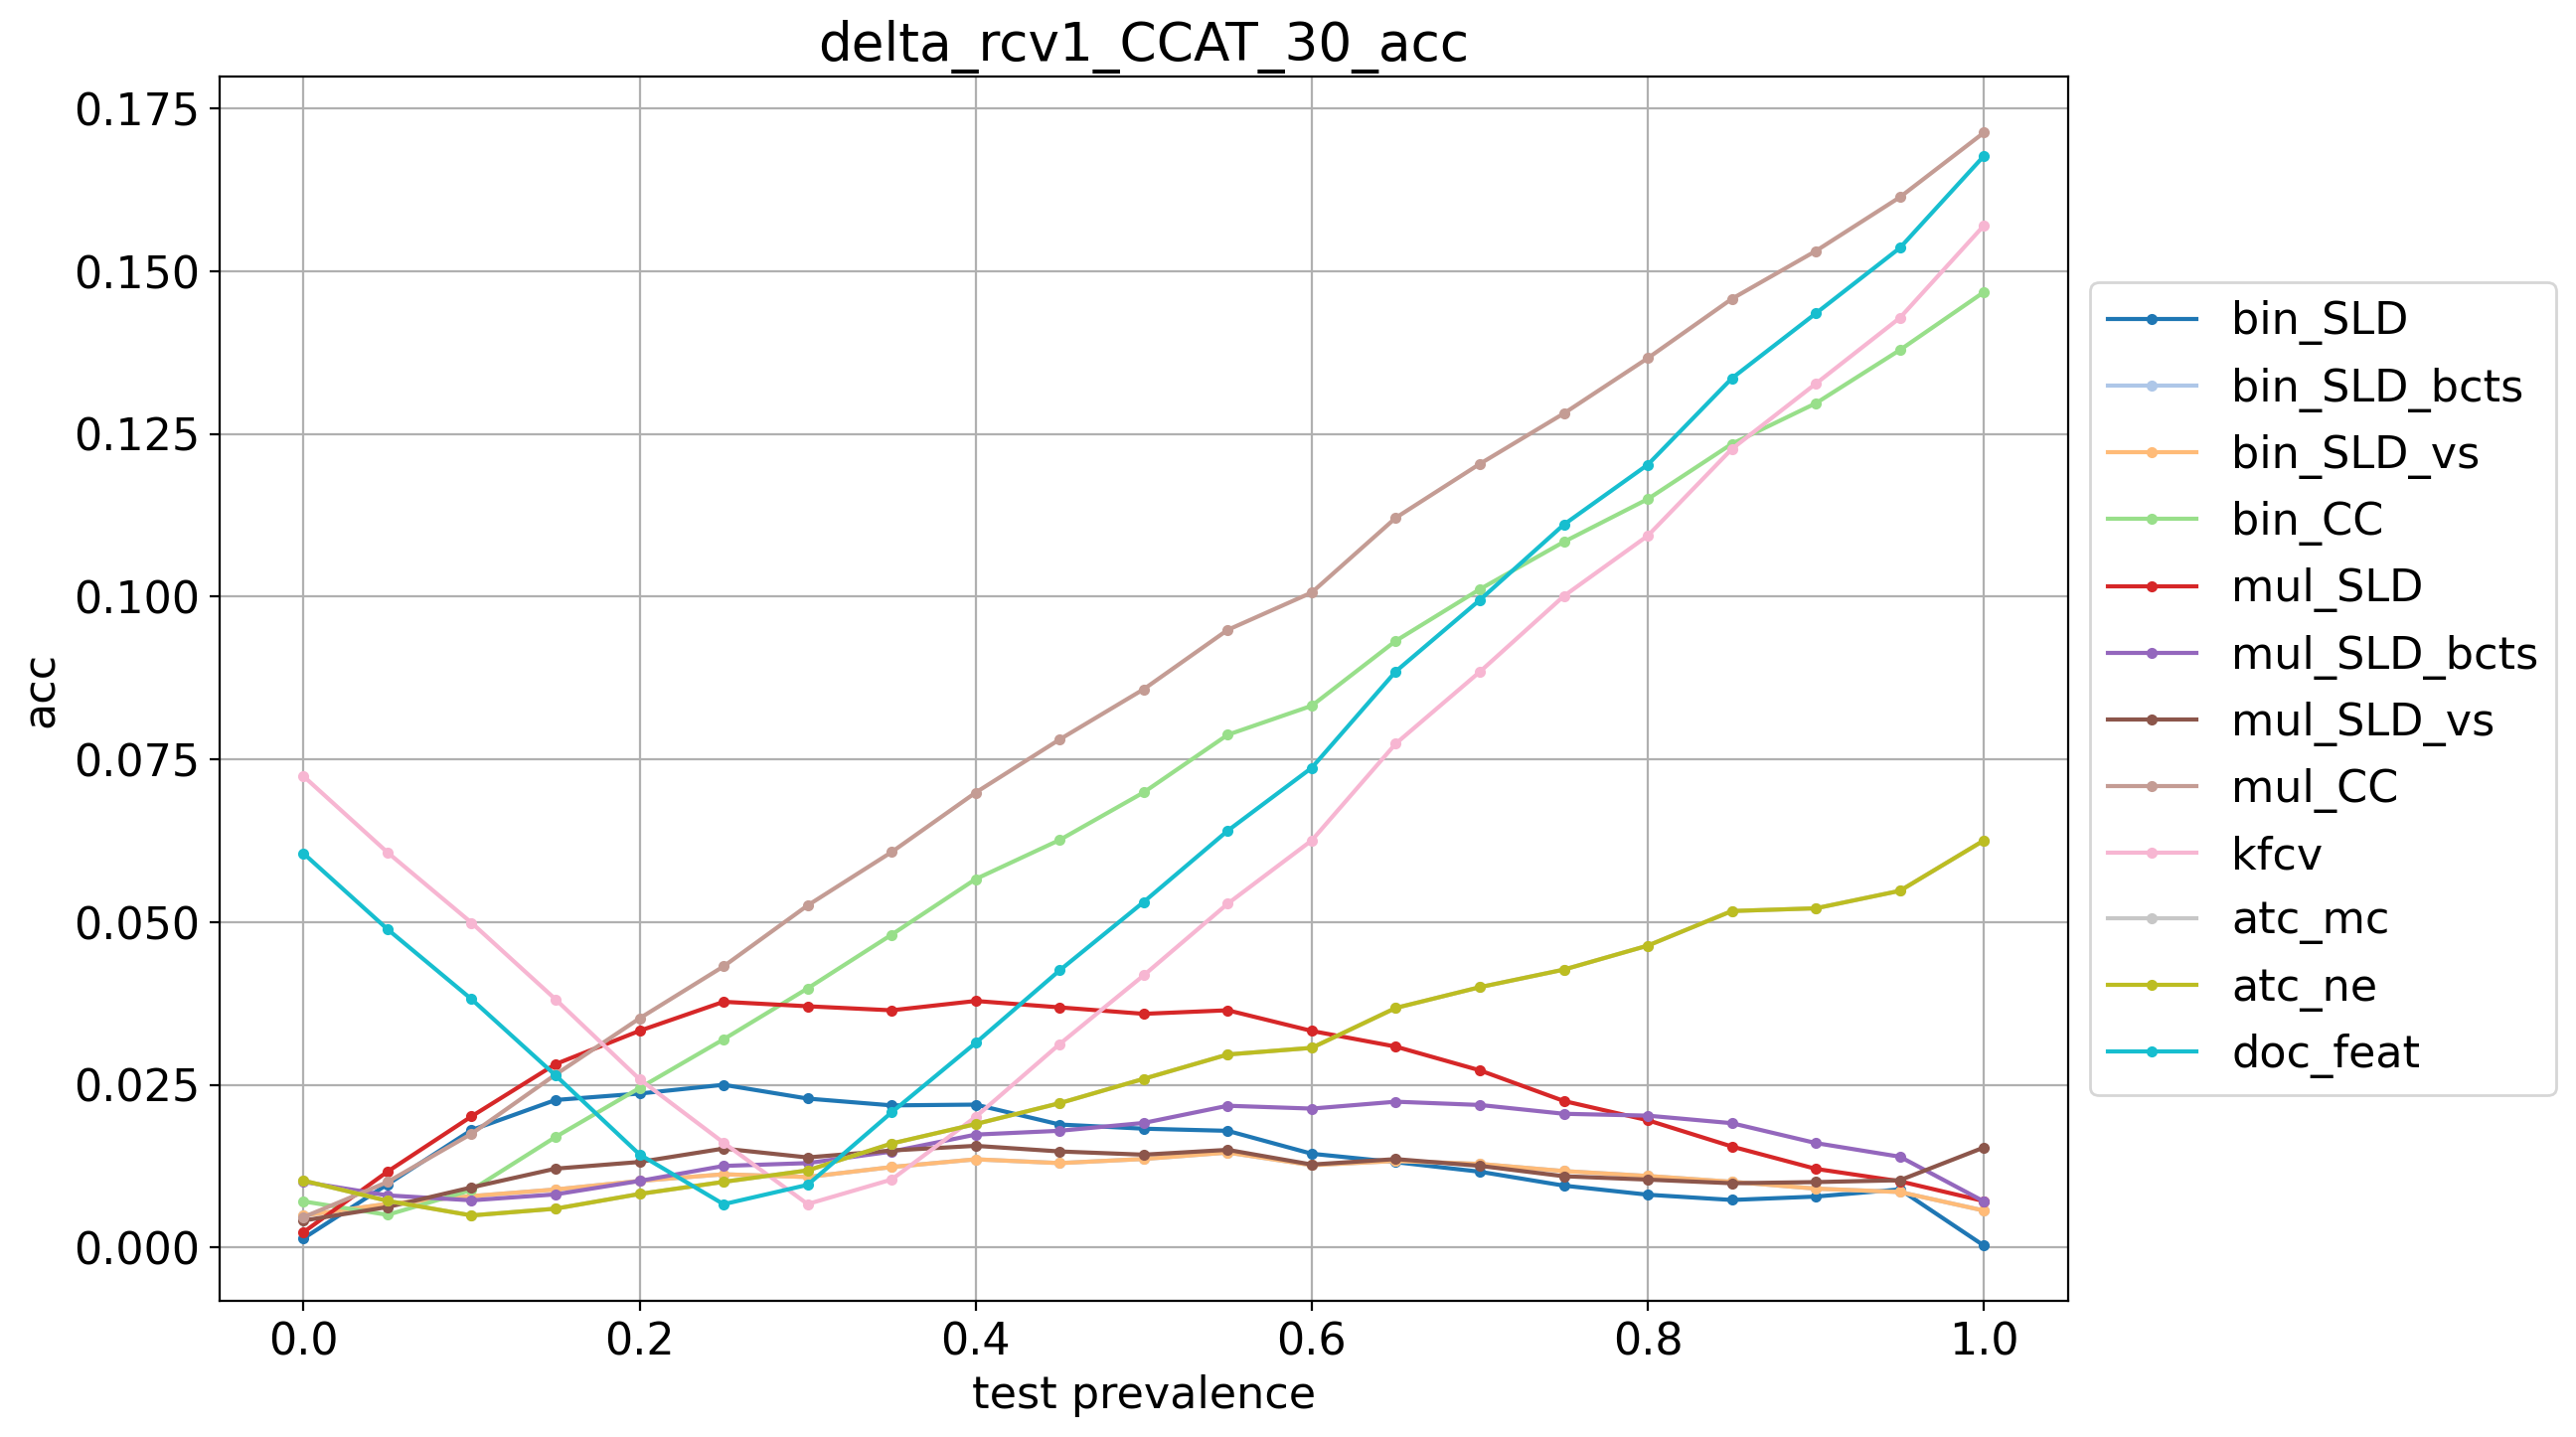 delta_rcv1_CCAT_30_acc
0.175
0.150
0.125
0.100
0.075
0.050
0.025
0.000
acc
0.0 0.2 0.4 0.6 0.8 1.0
test prevalence
bin_SLD
bin_SLD_bcts
bin_SLD_vs
bin_CC
mul_SLD
mul_SLD_bcts
mul_SLD_vs
mul_CC
kfcv
atc_mc
atc_ne
doc_feat